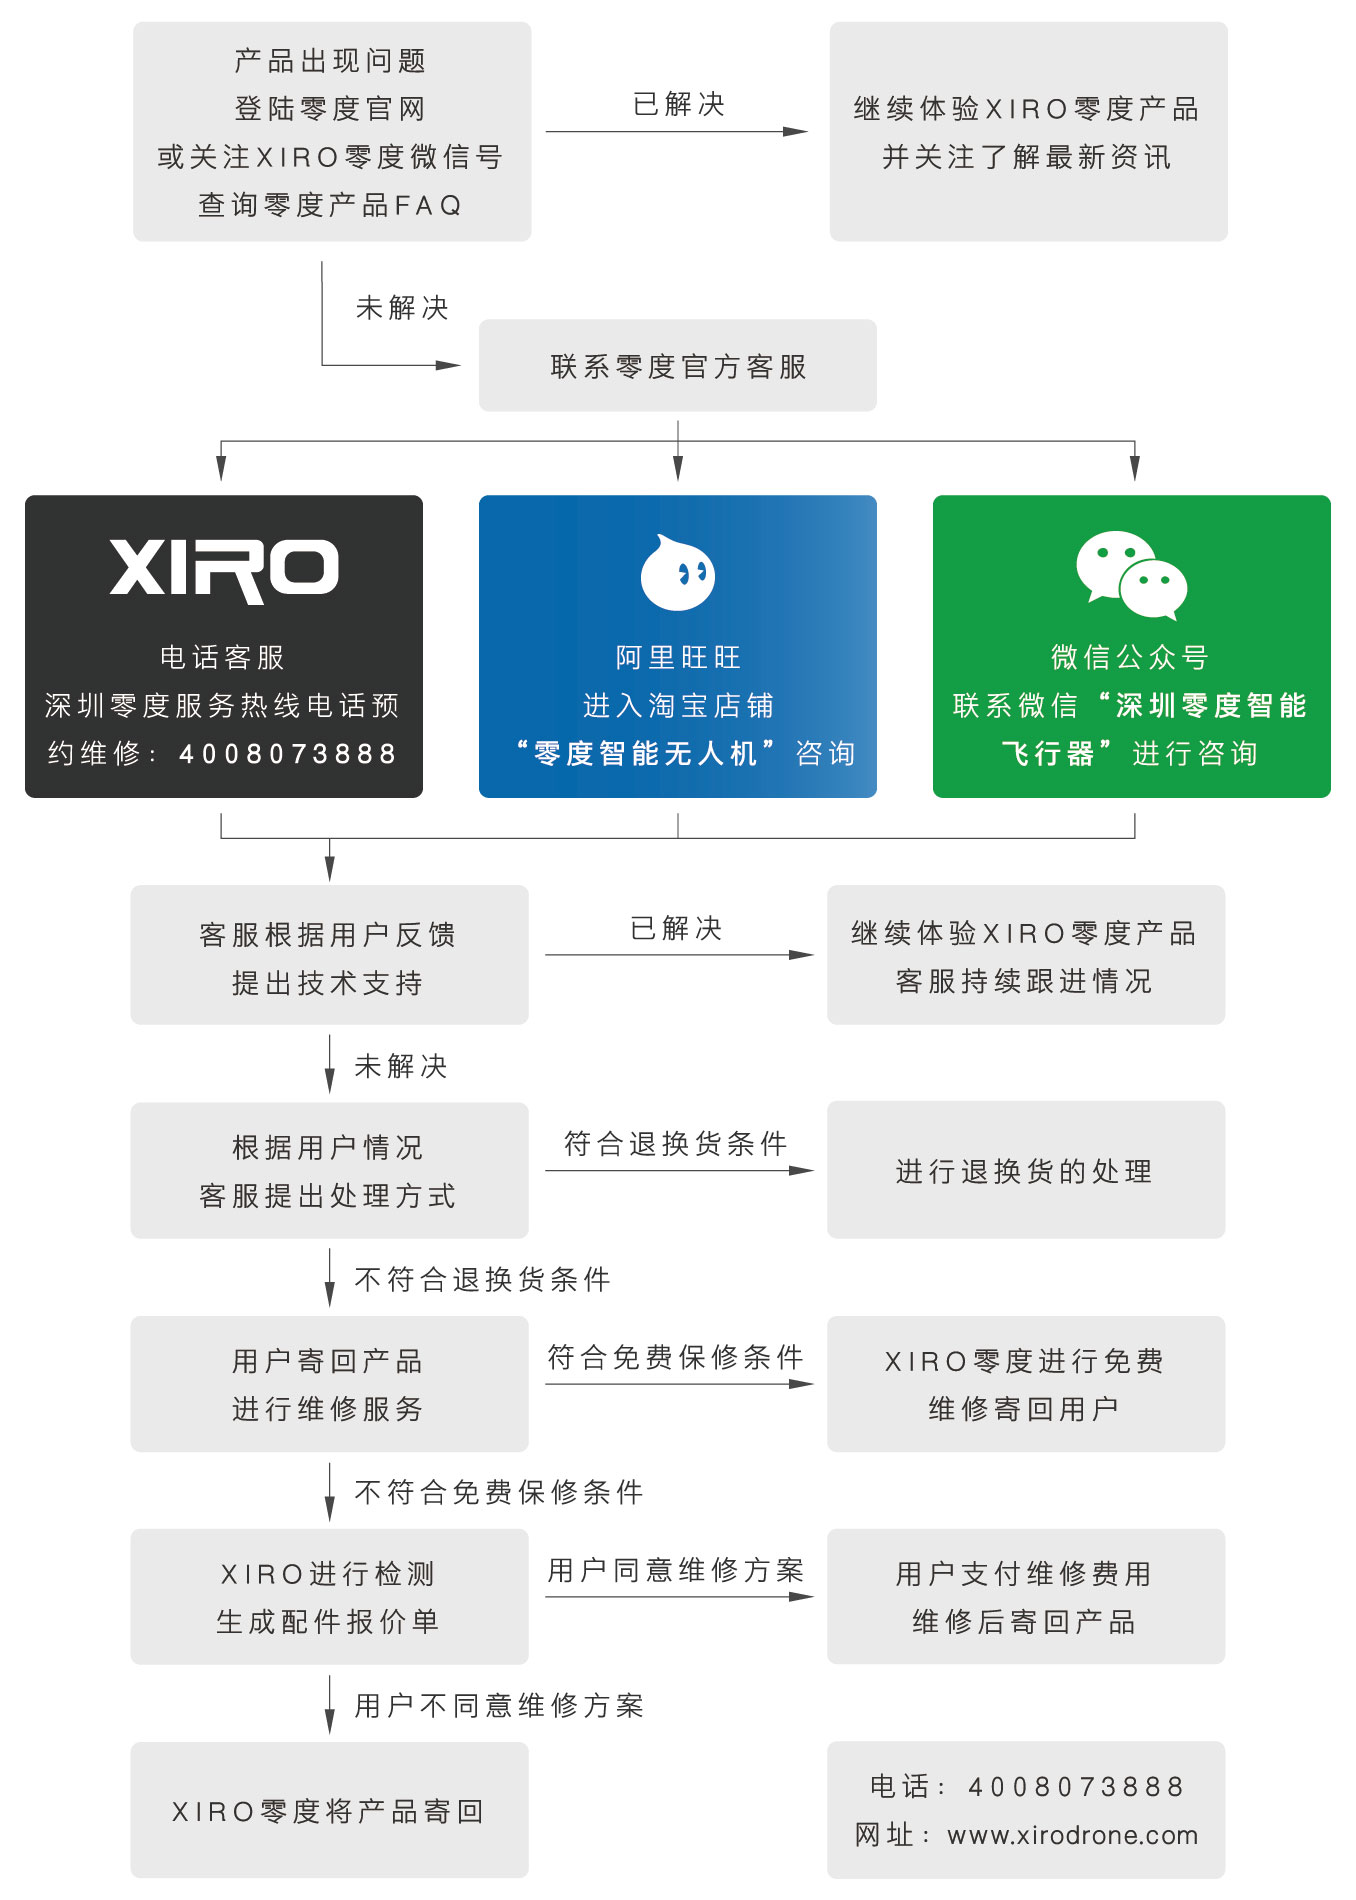 产品出现问题
登陆零度官网
或关注XIRO零度微信号
查询零度产品FAQ
已解决
继续体验XIRO零度产品
并关注了解最新资讯
未解决
联系零度官方客服
XIRO
电话客服
深圳零度服务热线电话预
约维修：4008073888
阿里旺旺
进入淘宝店铺
“零度智能无人机”咨询
微信公众号
联系微信“深圳零度智能
飞行器”进行咨询
客服根据用户反馈
提出技术支持
已解决
继续体验XIRO零度产品
客服持续跟进情况
未解决
根据用户情况
客服提出处理方式
符合退换货条件
进行退换货的处理
不符合退换货条件
用户寄回产品
进行维修服务
符合免费保修条件
XIRO零度进行免费
维修寄回用户
不符合免费保修条件
XIRO进行检测
生成配件报价单
用户同意维修方案
用户支付维修费用
维修后寄回产品
用户不同意维修方案
XIRO零度将产品寄回
电话：4008073888
网址：www.xirodrone.com